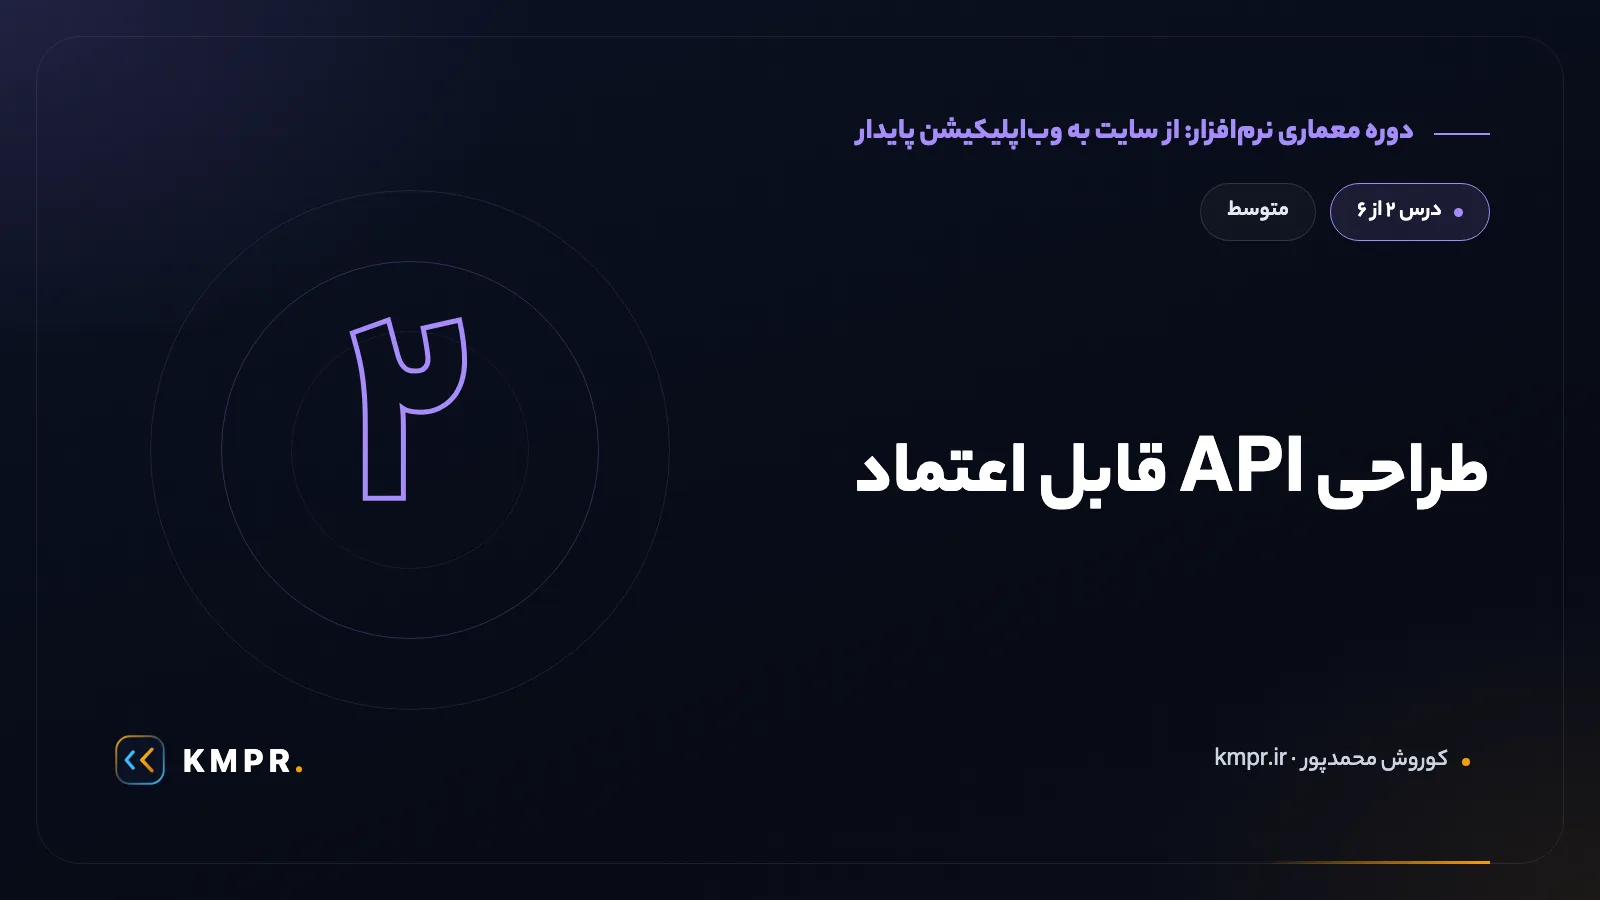 دوره معماری نرم‌افزار: از سایت به وب‌اپلیکیشن پایدار
درس ۲ از ۶
متوسط
۲
طراحی API قابل اعتماد
کوروش محمدپور · kmpr.ir
KMPR.